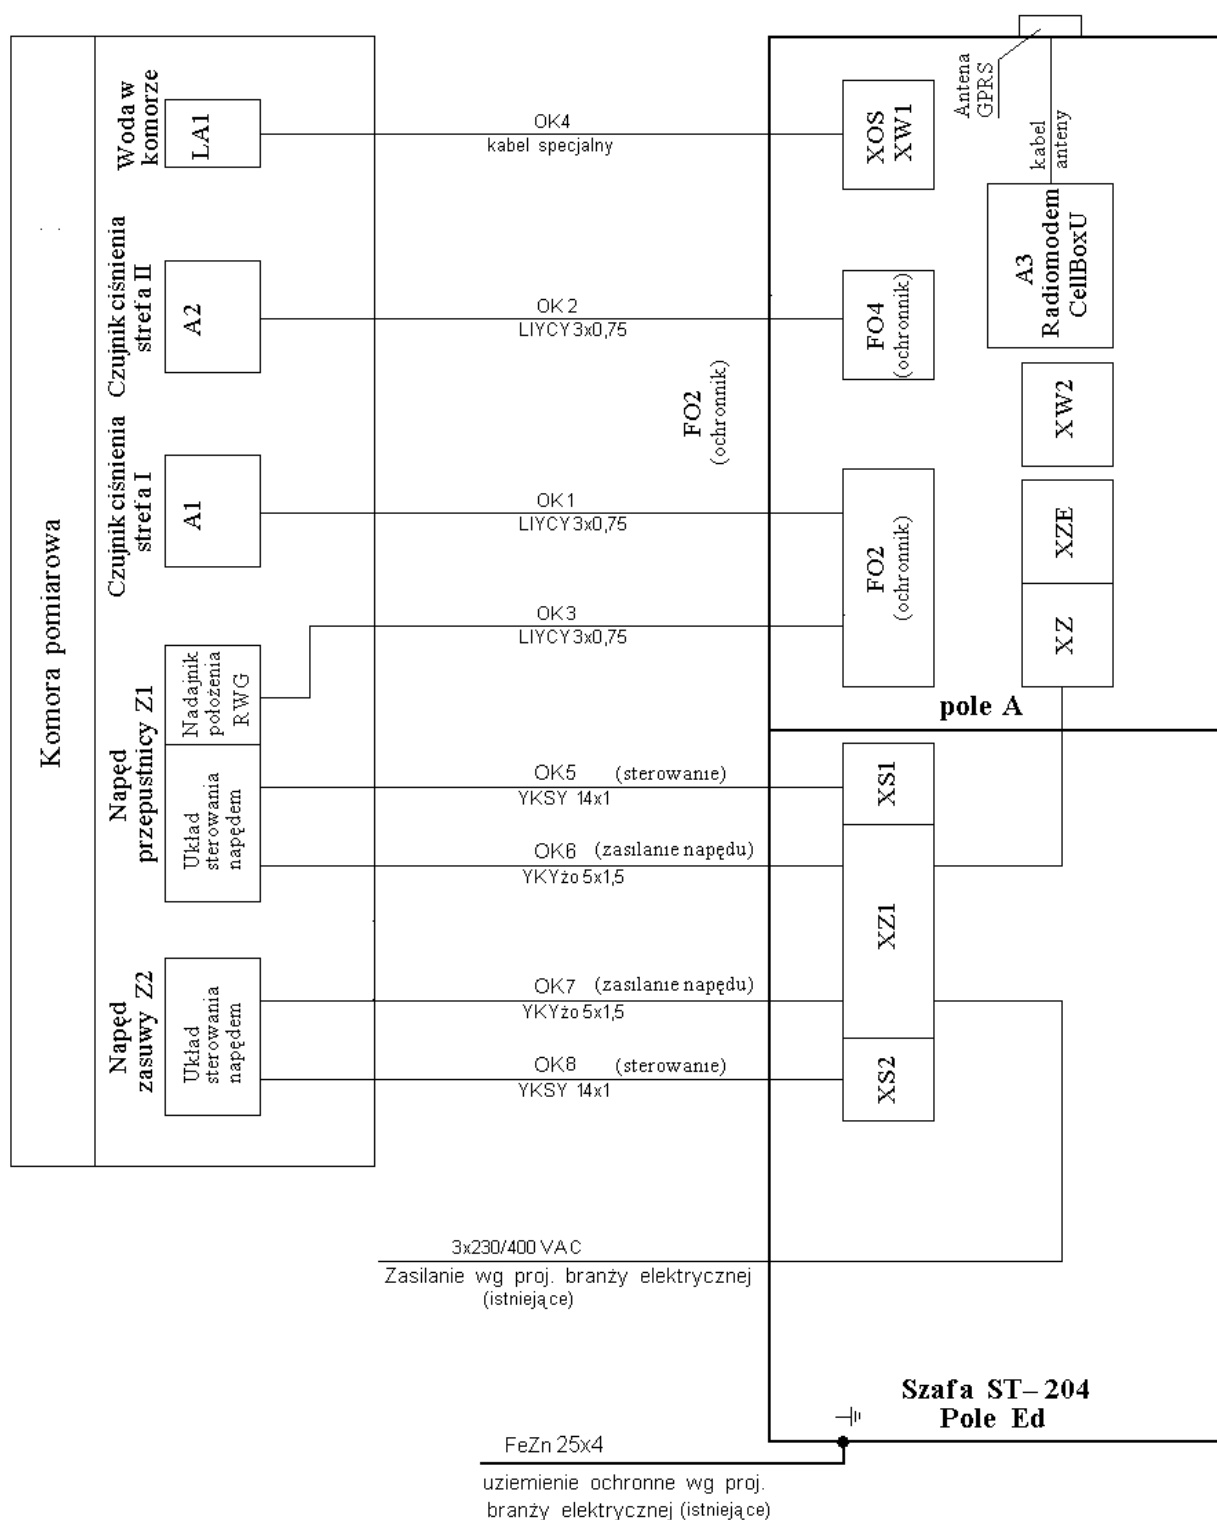 Komora pomiarowa
Woda w
komorze
LA1
OK4
kabel specjalny
XOS
XW1
Antena
GPRS
kabel
anteny
A3
Radiomodem
CellBoxU
Czujnik ciśnienia
strefa II
A2
OK2
LIYCY 3x0,75
FO4
(ochronnik)
FO2
(ochronnik)
XW2
Czujnik ciśnienia
strefa I
A1
OK1
LIYCY 3x0,75
FO2
(ochronnik)
XZE
XZ
OK3
LIYCY 3x0,75
Napęd
przepustnicy Z1
Nadajnik
położenia
RWG
pole A
Układ
sterowania
napędem
OK5 (sterowanie)
YKSY 14x1
XS1
OK6 (zasilanie napędu)
YKYżo 5x1,5
XZ1
Napęd
zasuwy Z2
Układ
sterowania
napędem
OK7 (zasilanie napędu)
YKYżo 5x1,5
OK8 (sterowanie)
YKSY 14x1
XS2
3x230/400 VAC
Zasilanie wg proj. branży elektrycznej
(istniejące)
Szafa ST-204
Pole Ed
FeZn 25x4
uziemienie ochronne wg proj.
branży elektrycznej (istniejące)